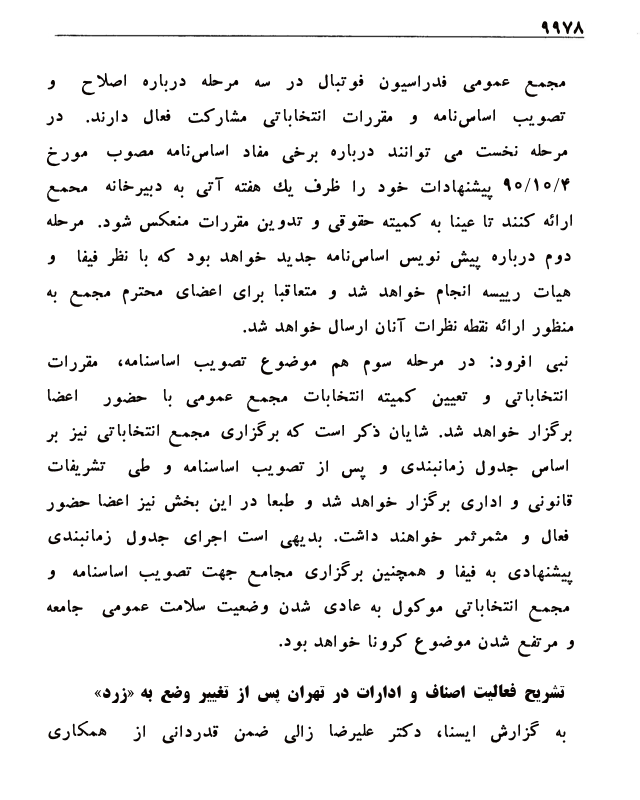 ۹۹۷۸
مجمع عمومی فدراسیون فوتبال در سه مرحله درباره اصلاح و
تصویب اساس‌نامه و مقررات انتخاباتی مشارکت فعال دارند. در
مرحله نخست می توانند درباره برخی مفاد اساس‌نامه مصوب مورخ
۹۰/۱۰/۴ پیشنهادات خود را ظرف یك هفته آتی به دبیرخانه محمع
ارائه کنند تا عینا به کمیته حقوقی و تدوین مقررات منعکس شود. مرحله
دوم درباره پیش نویس اساس‌نامه جدید خواهد بود که با نظر فیفا و
هیات رییسه انجام خواهد شد و متعاقبا برای اعضای محترم مجمع به
منظور ارائه نقطه نظرات آنان ارسال خواهد شد.
نبی افرود: در مرحله سوم هم موضوع تصویب اساسنامه، مقررات
انتخاباتی و تعیین کمیته انتخابات مجمع عمومی با حضور اعضا
برگزار خواهد شد. شایان ذکر است که برگزاری مجمع انتخاباتی نیز بر
اساس جدول زمانبندی و پس از تصویب اساسنامه و طی تشریفات
قانونی و اداری برگزار خواهد شد و طبعا در این بخش نیز اعضا حضور
فعال و مثمرثمر خواهند داشت. بدیهی است اجرای جدول زمانبندی
پیشنهادی به فیفا و همچنین برگزاری مجامع جهت تصویب اساسنامه و
مجمع انتخاباتی موکول به عادی شدن وضعیت سلامت عمومی جامعه
و مرتفع شدن موضوع کرونا خواهد بود.
تشریح فعالیت اصناف و ادارات در تهران پس از تغییر وضع به «زرد»
به گزارش ایسنا، دکتر علیرضا زالی ضمن قدردانی از همکاری